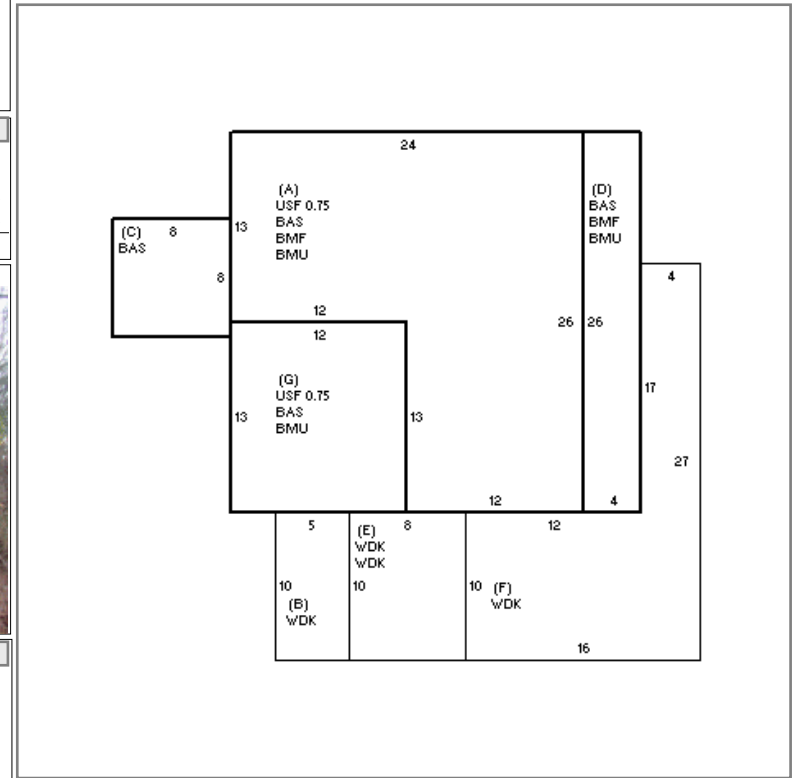 24
(A)
USF 0.75
BAS
BMF
BMU
(D)
BAS
BMF
BMU
13
(C)
BAS
8
8
4
12
12
26
26
(G)
USF 0.75
BAS
BMU
13
13
17
27
12
4
5
8
12
(E)
WDK
WDK
10
(B)
WDK
10
10
(F)
WDK
16